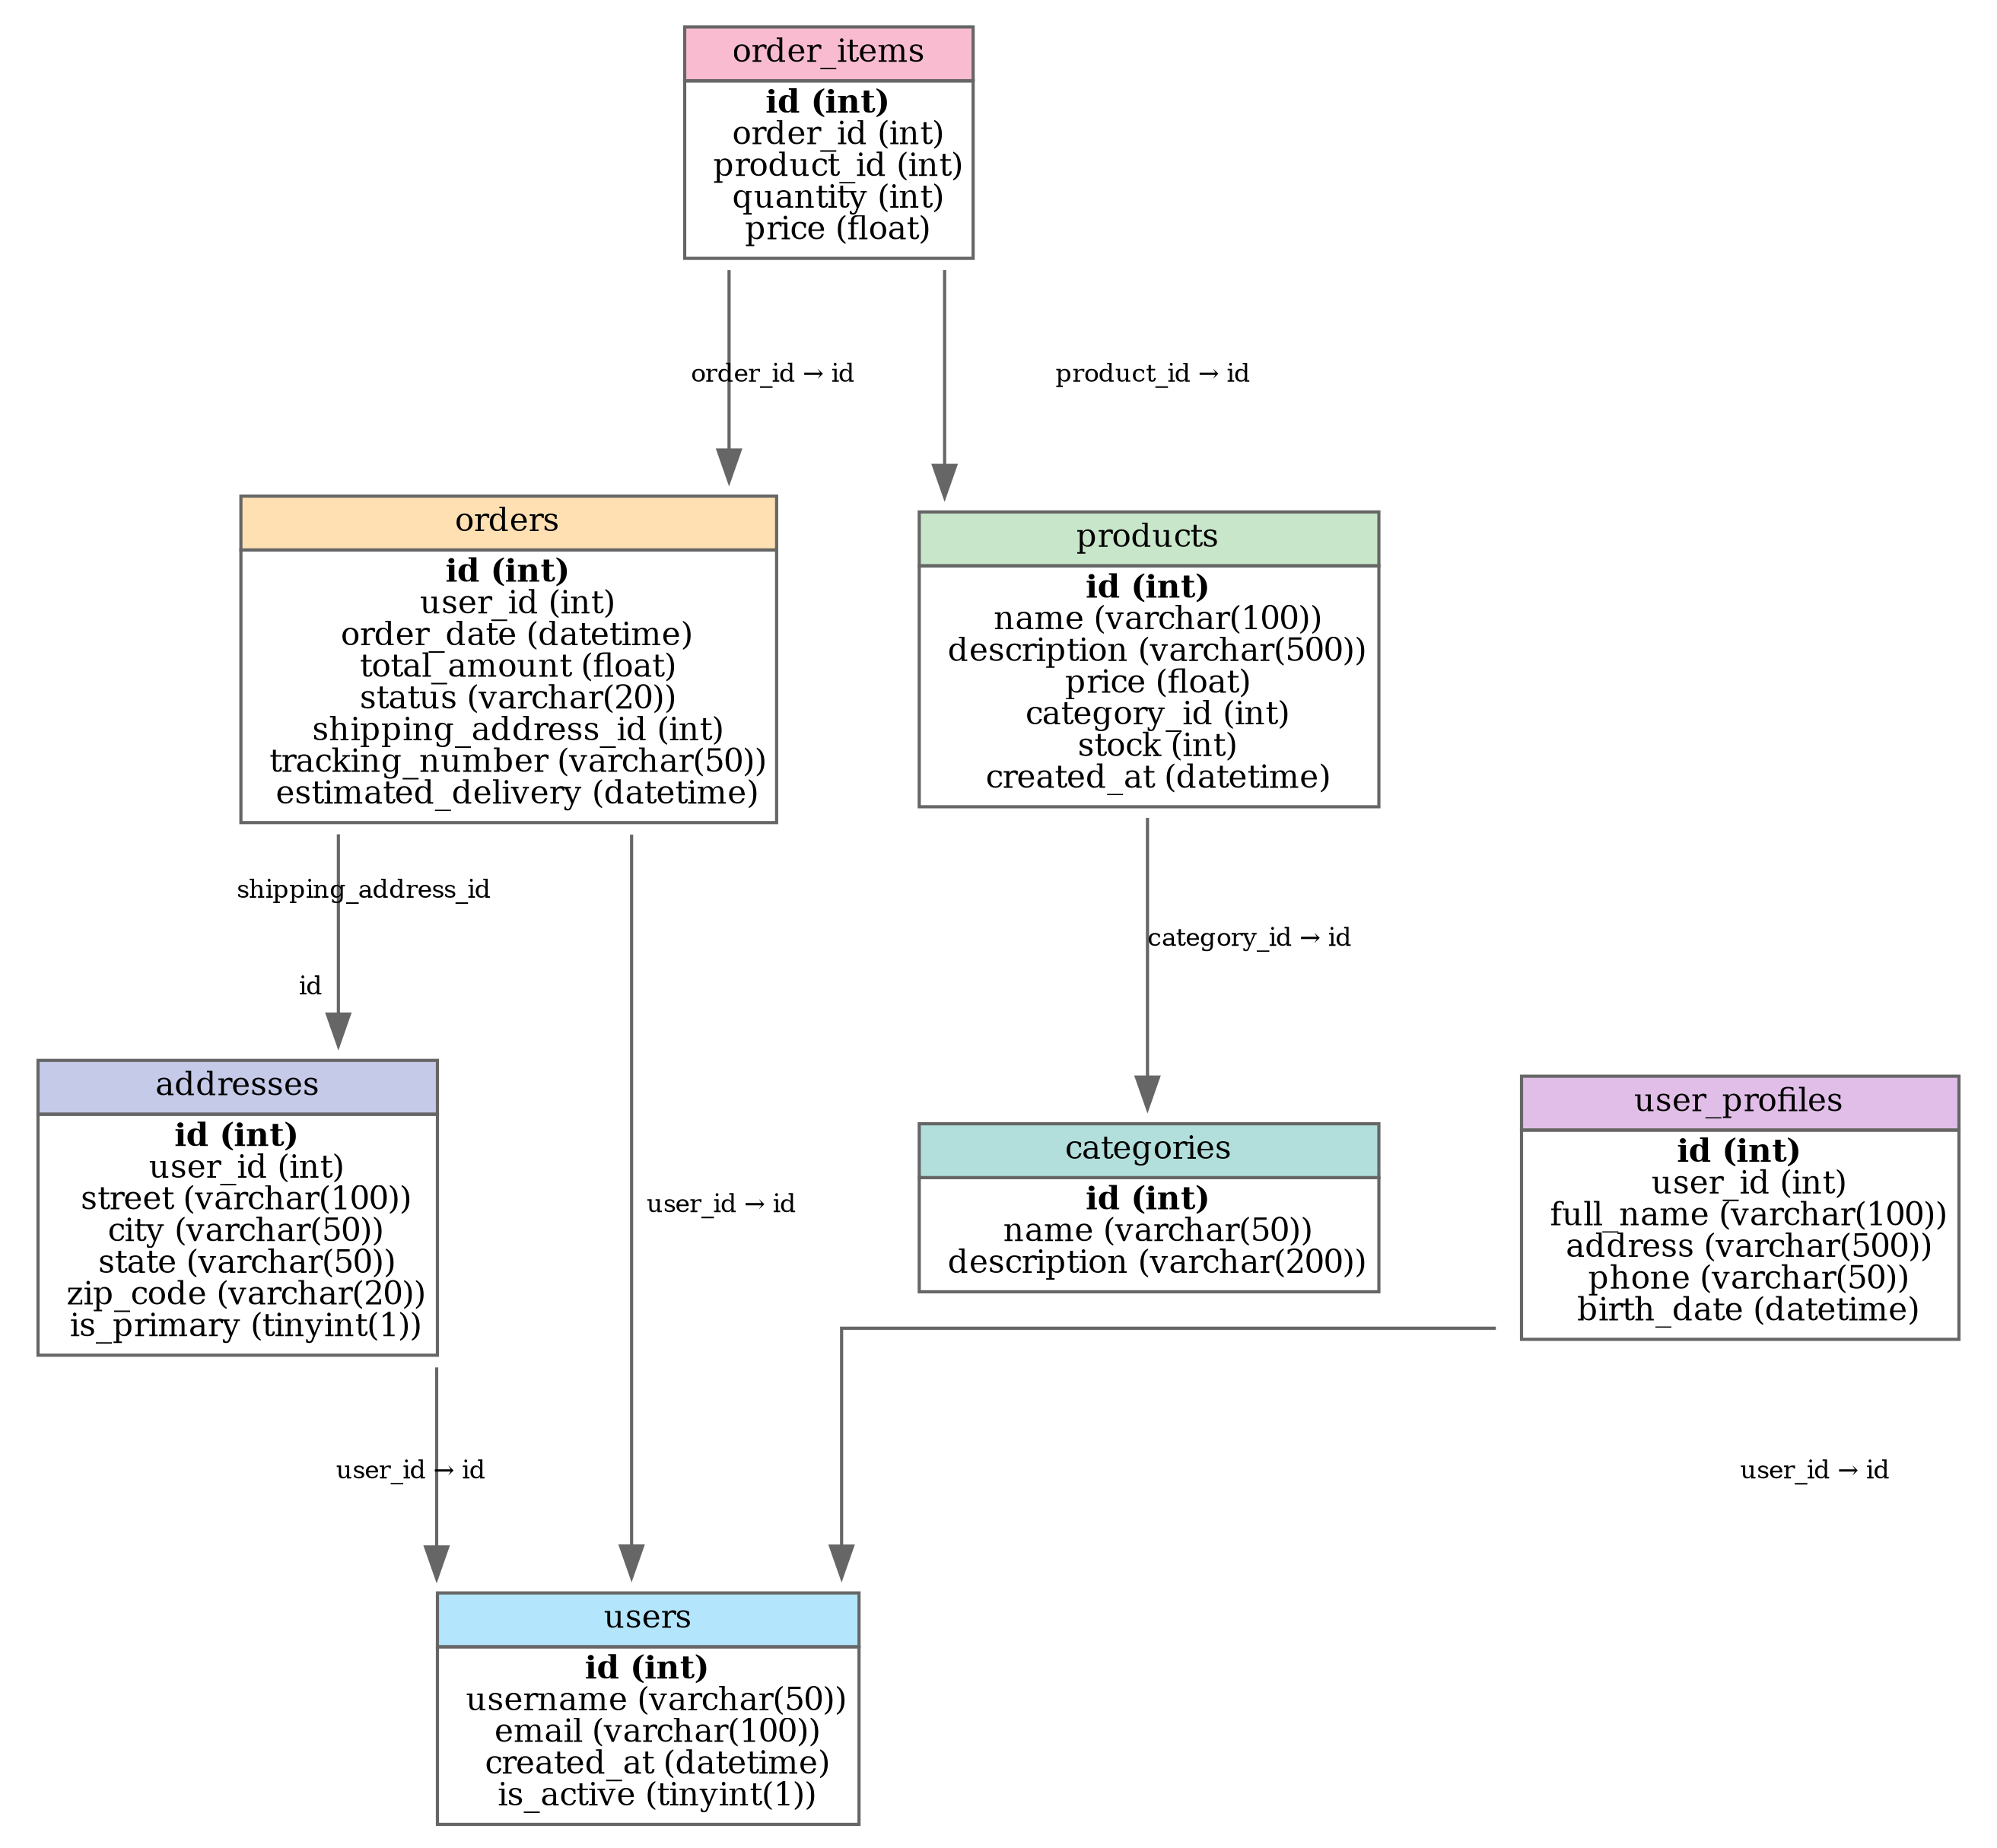 order_items
id (int)
order_id (int)
product_id (int)
quantity (int)
price (float)
order_id → id
product_id → id
orders
id (int)
user_id (int)
order_date (datetime)
total_amount (float)
status (varchar(20))
shipping_address_id (int)
tracking_number (varchar(50))
estimated_delivery (datetime)
products
id (int)
name (varchar(100))
description (varchar(500))
price (float)
category_id (int)
stock (int)
created_at (datetime)
shipping_address_id
id
category_id → id
addresses
id (int)
user_id (int)
street (varchar(100))
city (varchar(50))
state (varchar(50))
zip_code (varchar(20))
is_primary (tinyint(1))
user_id → id
categories
id (int)
name (varchar(50))
description (varchar(200))
user_profiles
id (int)
user_id (int)
full_name (varchar(100))
address (varchar(500))
phone (varchar(50))
birth_date (datetime)
user_id → id
user_id → id
users
id (int)
username (varchar(50))
email (varchar(100))
created_at (datetime)
is_active (tinyint(1))